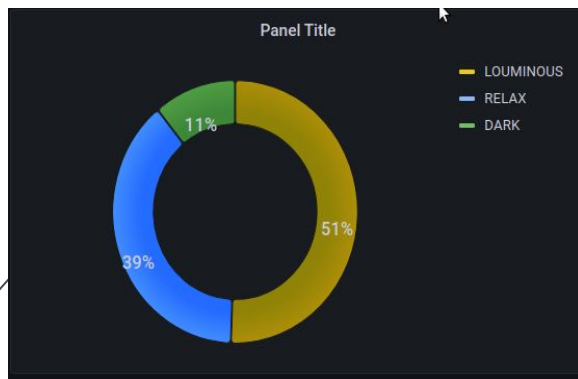 Panel Title
LOUMINOUS
RELAX
DARK
11%
51%
39%